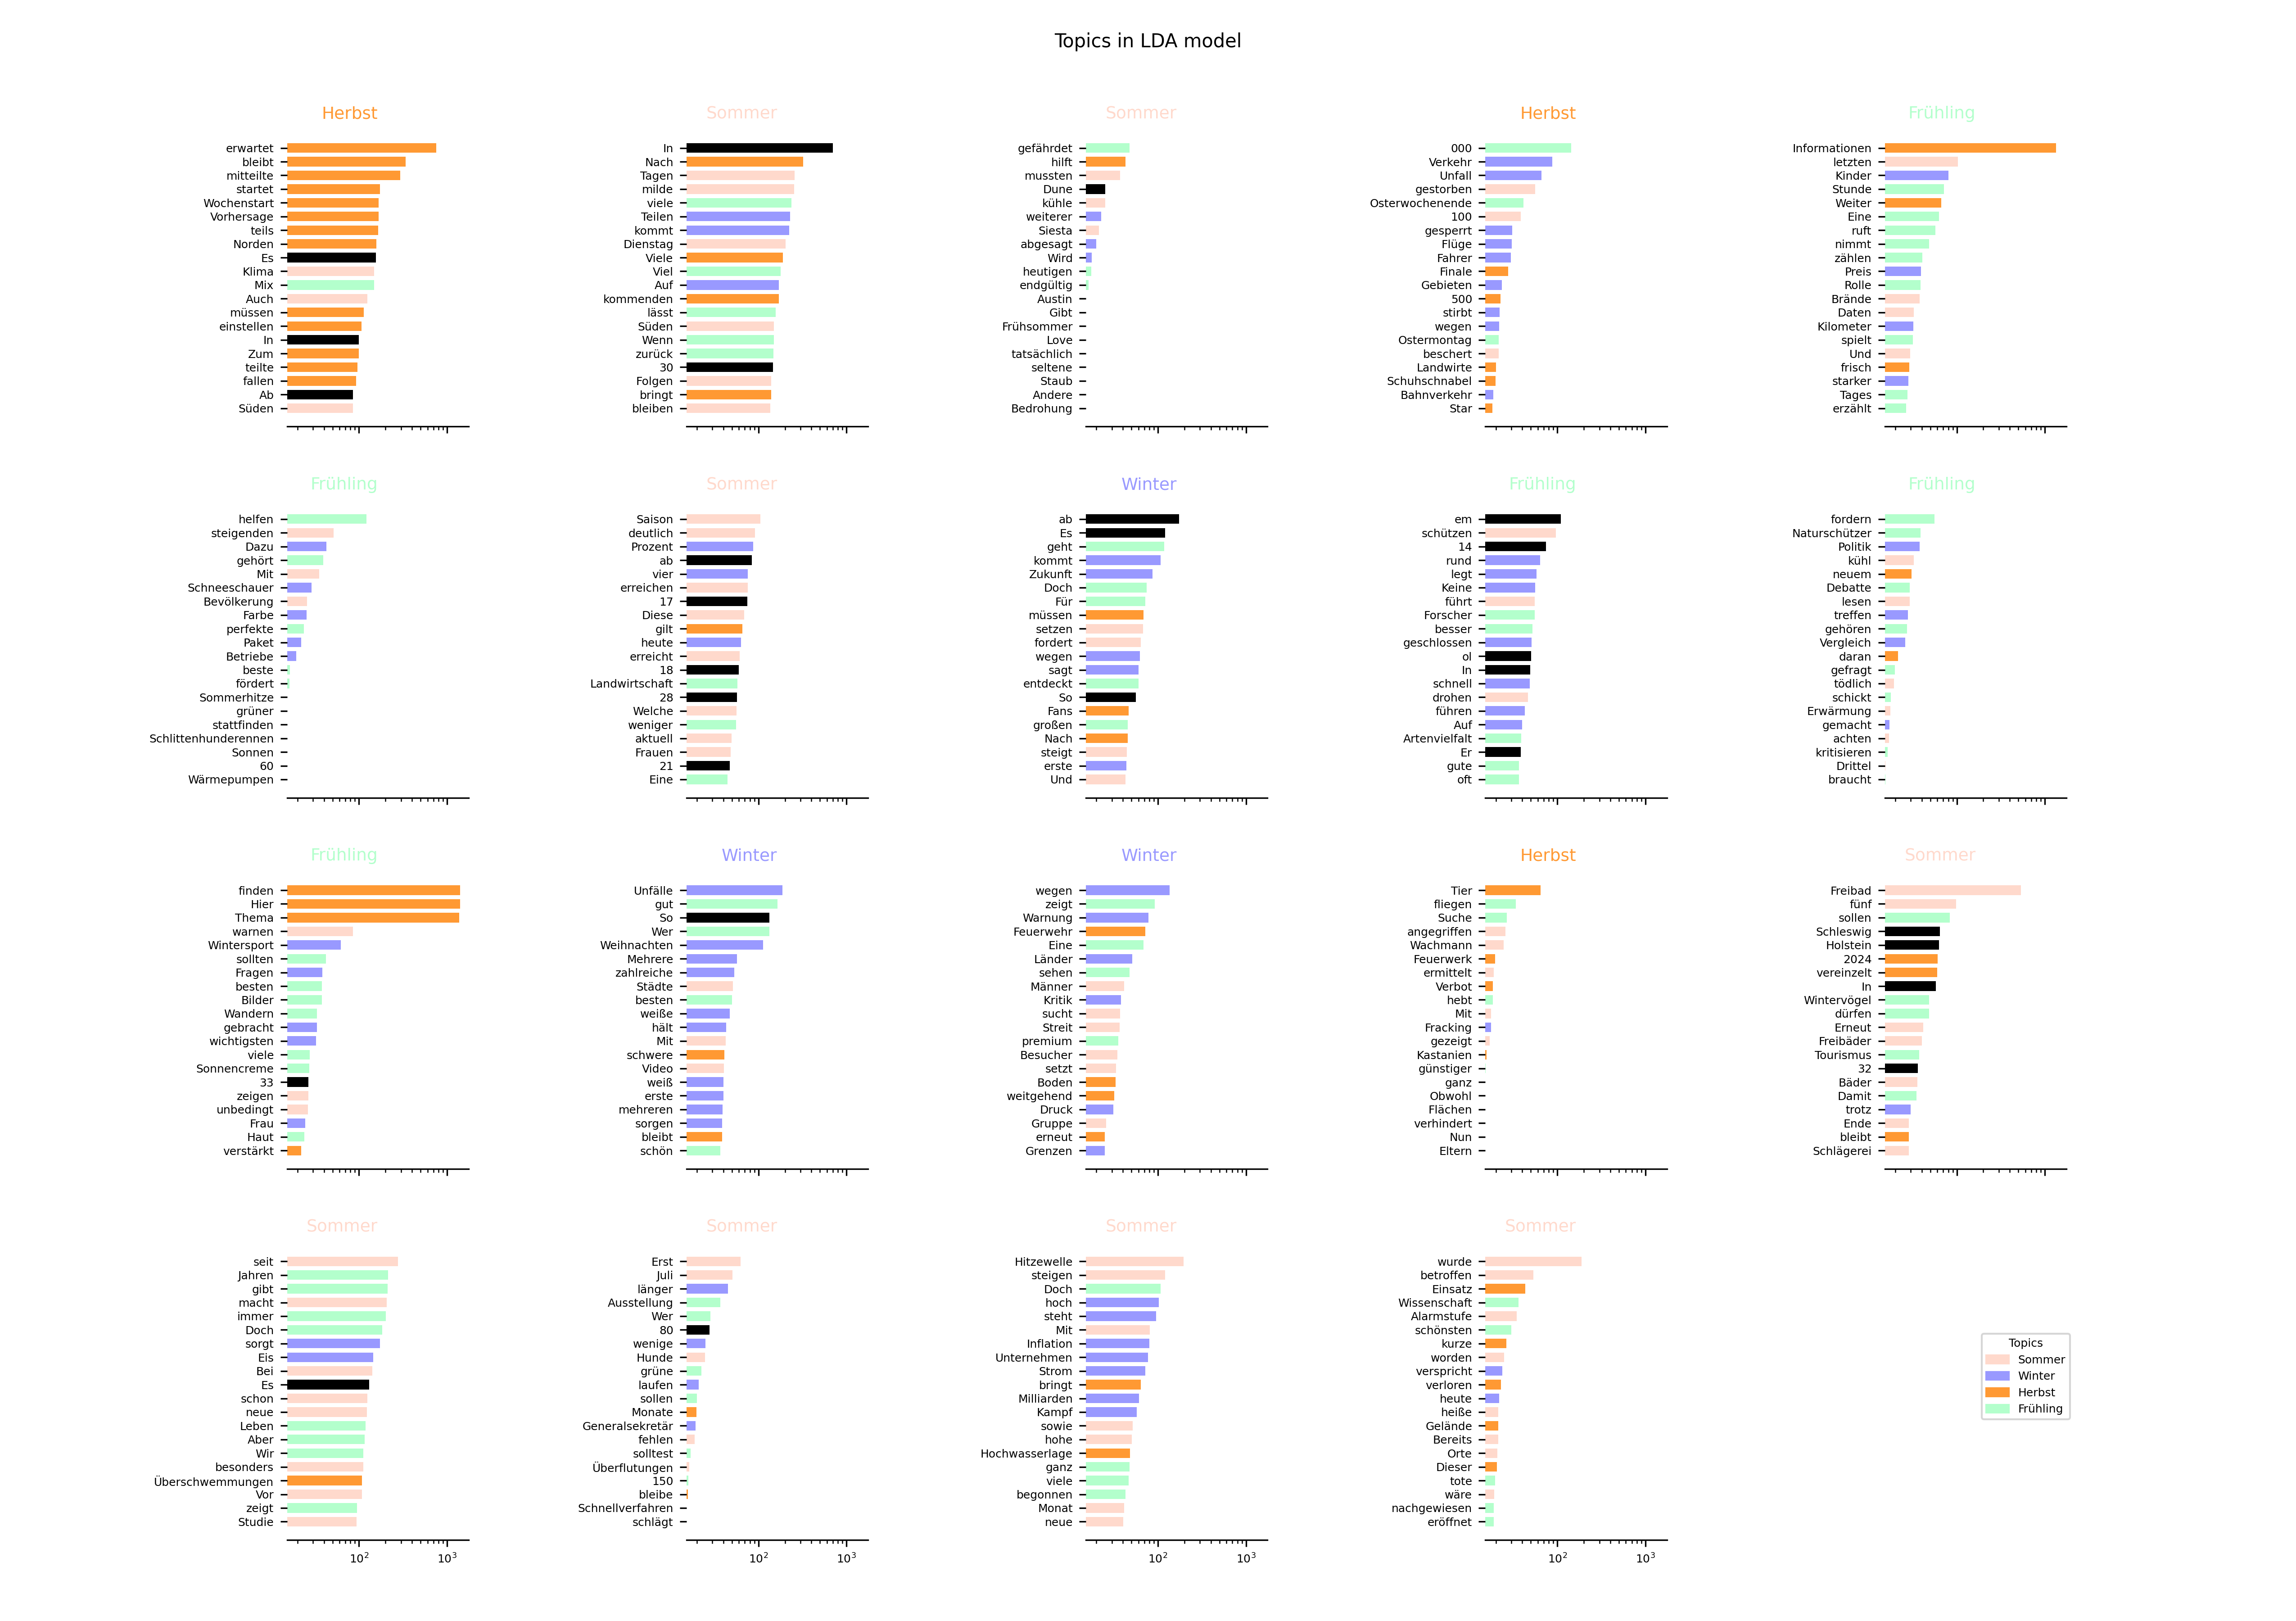 Topics in LDA model
Herbst
erwartet
bleibt
mitteilte
startet
Wochenstart
Vorhersage
teils
Norden
Es
Klima
Mix
Auch
müssen
einstellen
In
Zum
teilte
fallen
Ab
Süden
Sommer
In
Nach
Tagen
milde
viele
Teilen
kommt
Dienstag
Viele
Viel
Auf
kommenden
lässt
Süden
Wenn
zurück
30
Folgen
bringt
bleiben
Sommer
gefährdet
hilft
mussten
Dune
kühle
weiterer
Siesta
abgesagt
Wird
heutigen
endgültig
Austin
Gibt
Frühsommer
Love
tatsächlich
seltene
Staub
Andere
Bedrohung
Herbst
000
Verkehr
Unfall
gestorben
Osterwochenende
100
gesperrt
Flüge
Fahrer
Finale
Gebieten
500
stirbt
wegen
Ostermontag
beschert
Landwirte
Schuhschnabel
Bahnverkehr
Star
Frühling
Informationen
letzten
Kinder
Stunde
Weiter
Eine
ruft
nimmt
zählen
Preis
Rolle
Brände
Daten
Kilometer
spielt
Und
frisch
starker
Tages
erzählt
Frühling
helfen
steigenden
Dazu
gehört
Mit
Schneeschauer
Bevölkerung
Farbe
perfekte
Paket
Betriebe
beste
fördert
Sommerhitze
grüner
stattfinden
Schlittenhunderennen
Sonnen
60
Wärmepumpen
Sommer
Saison
deutlich
Prozent
ab
vier
erreichen
17
Diese
gilt
heute
erreicht
18
Landwirtschaft
28
Welche
weniger
aktuell
Frauen
21
Eine
Winter
ab
Es
geht
kommt
Zukunft
Doch
Für
müssen
setzen
fordert
wegen
sagt
entdeckt
So
Fans
großen
Nach
steigt
erste
Und
Frühling
em
schützen
14
rund
legt
Keine
führt
Forscher
besser
geschlossen
ol
In
schnell
drohen
führen
Auf
Artenvielfalt
Er
gute
oft
Frühling
fordern
Naturschützer
Politik
kühl
neuem
Debatte
lesen
treffen
gehören
Vergleich
daran
gefragt
tödlich
schickt
Erwärmung
gemacht
achten
kritisieren
Drittel
braucht
Frühling
finden
Hier
Thema
warnen
Wintersport
sollten
Fragen
besten
Bilder
Wandern
gebracht
wichtigsten
viele
Sonnencreme
33
zeigen
unbedingt
Frau
Haut
verstärkt
Winter
Unfälle
gut
So
Wer
Weihnachten
Mehrere
zahlreiche
Städte
besten
weiße
hält
Mit
schwere
Video
weiß
erste
mehreren
sorgen
bleibt
schön
Winter
wegen
zeigt
Warnung
Feuerwehr
Eine
Länder
sehen
Männer
Kritik
sucht
Streit
premium
Besucher
setzt
Boden
weitgehend
Druck
Gruppe
erneut
Grenzen
Herbst
Tier
fliegen
Suche
angegriffen
Wachmann
Feuerwerk
ermittelt
Verbot
hebt
Mit
Fracking
gezeigt
Kastanien
günstiger
ganz
Obwohl
Flächen
verhindert
Nun
Eltern
Sommer
Freibad
fünf
sollen
Schleswig
Holstein
2024
vereinzelt
In
Wintervögel
dürfen
Erneut
Freibäder
Tourismus
32
Bäder
Damit
trotz
Ende
bleibt
Schlägerei
Sommer
seit
Jahren
gibt
macht
immer
Doch
sorgt
Eis
Bei
Es
schon
neue
Leben
Aber
Wir
besonders
Überschwemmungen
Vor
zeigt
Studie
10² 10³
Sommer
Erst
Juli
länger
Ausstellung
Wer
80
wenige
Hunde
grüne
laufen
sollen
Monate
Generalsekretär
fehlen
solltest
Überflutungen
150
bleibe
Schnellverfahren
schlägt
10² 10³
Sommer
Hitzewelle
steigen
Doch
hoch
steht
Mit
Inflation
Unternehmen
Strom
bringt
Milliarden
Kampf
sowie
hohe
Hochwasserlage
ganz
viele
begonnen
Monat
neue
10² 10³
Sommer
wurde
betroffen
Einsatz
Wissenschaft
Alarmstufe
schönsten
kurze
worden
verspricht
verloren
heute
heiße
Gelände
Bereits
Orte
Dieser
tote
wäre
nachgewiesen
eröffnet
10² 10³
Topics
Sommer
Winter
Herbst
Frühling